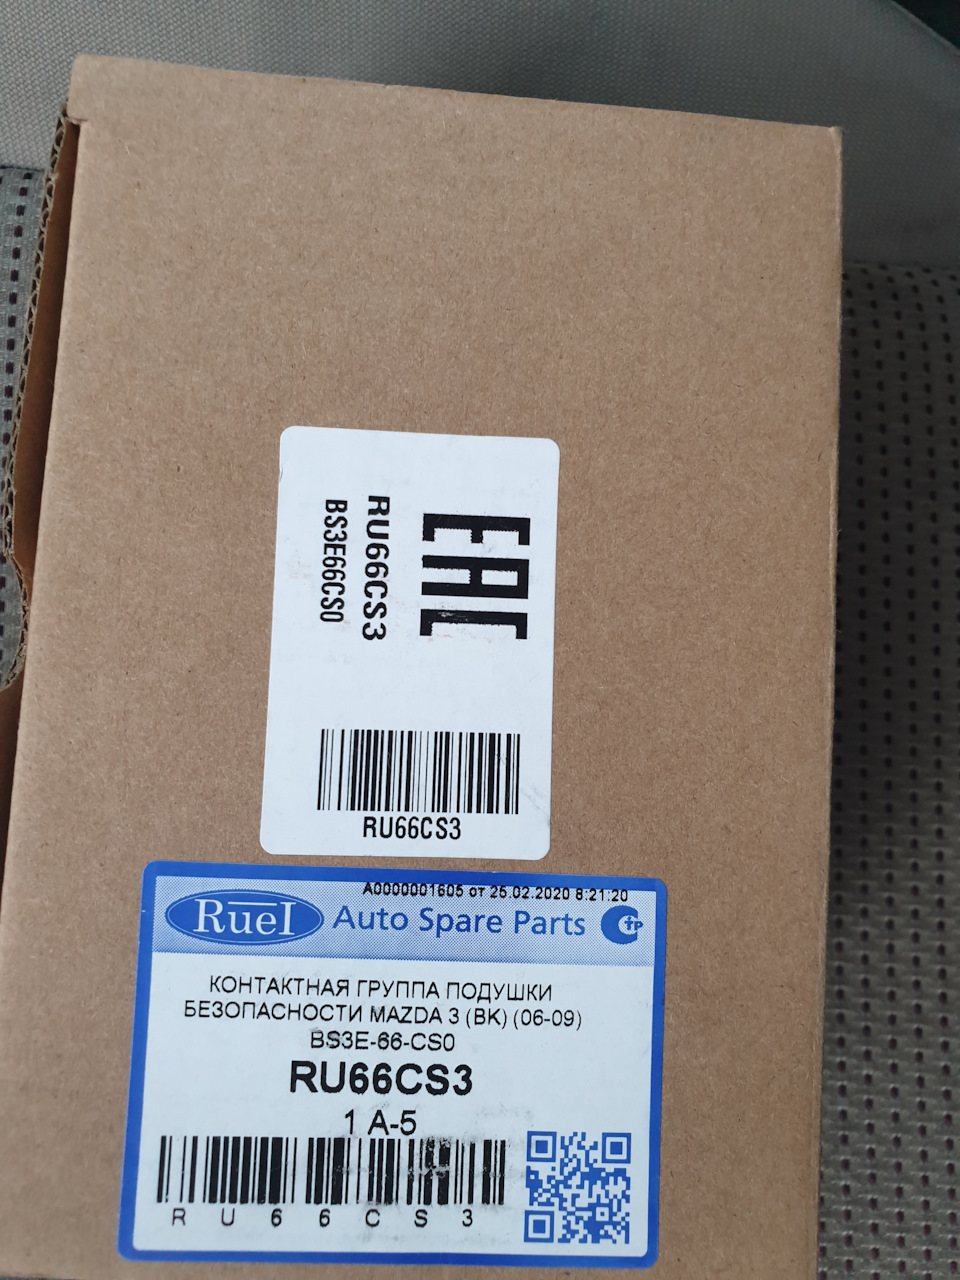 EAC
RU66CS3
BS3E66CS0
RU66CS3
A0000001605 от 25.02.2020 8:21:20
RueI Auto Spare Parts
КОНТАКТНАЯ ГРУППА ПОДУШКИ
БЕЗОПАСНОСТИ MAZDA 3 (BK) (06-09)
BS3E-66-CS0
RU66CS3
1 A-5
R U 6 6 C S 3